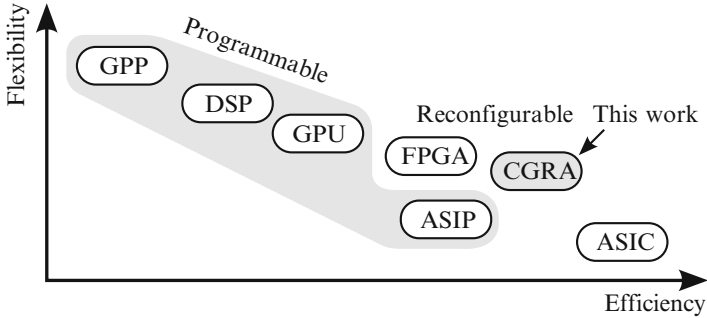 Flexibility
Programmable
GPP
DSP
GPU
Reconfigurable
This work
FPGA
CGRA
ASIP
ASIC
Efficiency